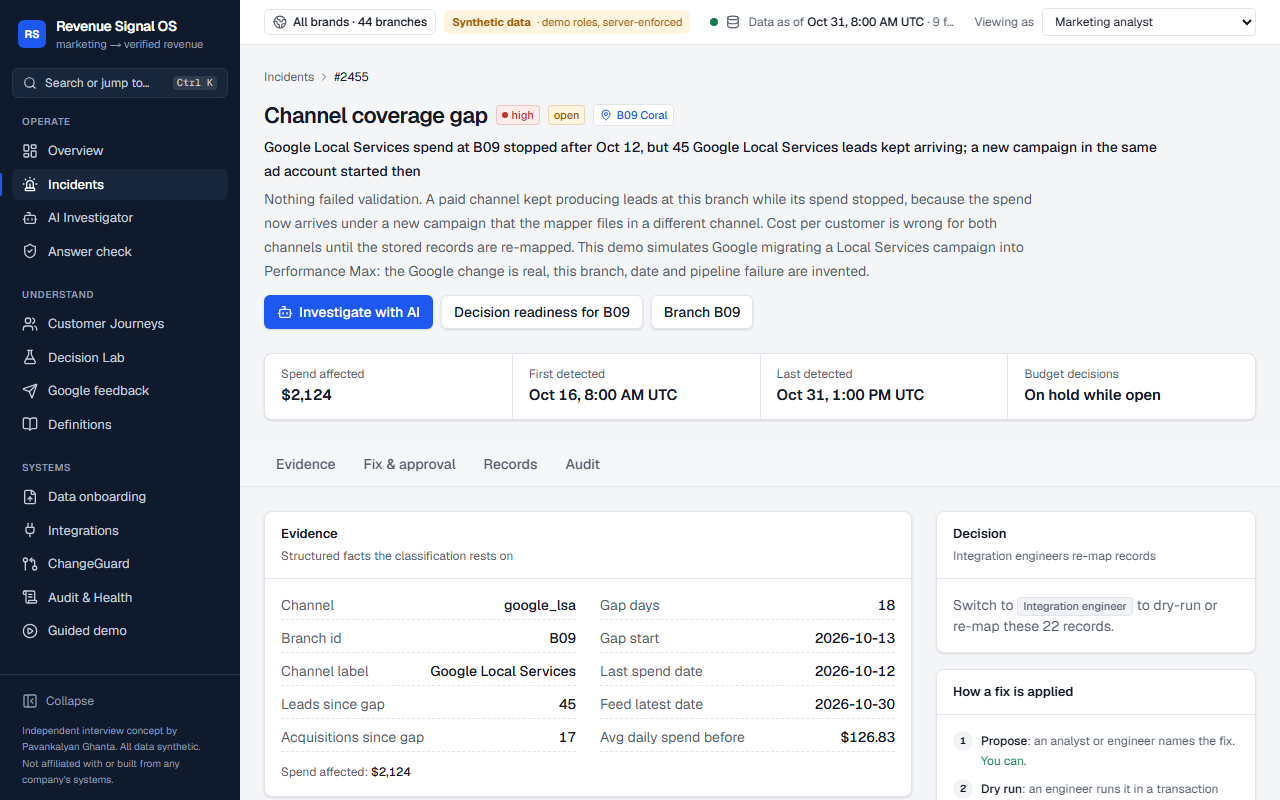 RS
Revenue Signal OS
marketing → verified revenue
Search or jump to... Ctrl K
OPERATE
Overview
Incidents
AI Investigator
Answer check
UNDERSTAND
Customer Journeys
Decision Lab
Google feedback
Definitions
SYSTEMS
Data onboarding
Integrations
ChangeGuard
Audit & Health
Guided demo
Collapse
Independent interview concept by
Pavankalyan Ghanta. All data synthetic.
Not affiliated with or built from any
company's systems.
All brands · 44 branches
Synthetic data · demo roles, server-enforced
Data as of Oct 31, 8:00 AM UTC · 9 f...
Viewing as
Marketing analyst
Incidents > #2455
Channel coverage gap
high
open
B09 Coral
Google Local Services spend at B09 stopped after Oct 12, but 45 Google Local Services leads kept arriving; a new campaign in the same
ad account started then
Nothing failed validation. A paid channel kept producing leads at this branch while its spend stopped, because the spend
now arrives under a new campaign that the mapper files in a different channel. Cost per customer is wrong for both
channels until the stored records are re-mapped. This demo simulates Google migrating a Local Services campaign into
Performance Max: the Google change is real, this branch, date and pipeline failure are invented.
Investigate with AI
Decision readiness for B09
Branch B09
Spend affected
$2,124
First detected
Oct 16, 8:00 AM UTC
Last detected
Oct 31, 1:00 PM UTC
Budget decisions
On hold while open
Evidence
Fix & approval
Records
Audit
Evidence
Structured facts the classification rests on
Channel google_lsa
Gap days 18
Branch id B09
Gap start 2026-10-13
Channel label Google Local Services
Last spend date 2026-10-12
Leads since gap 45
Feed latest date 2026-10-30
Acquisitions since gap 17
Avg daily spend before $126.83
Spend affected: $2,124
Decision
Integration engineers re-map records
Switch to Integration engineer to dry-run or
re-map these 22 records.
How a fix is applied
1 Propose: an analyst or engineer names the fix.
You can.
2 Dry run: an engineer runs it in a transaction